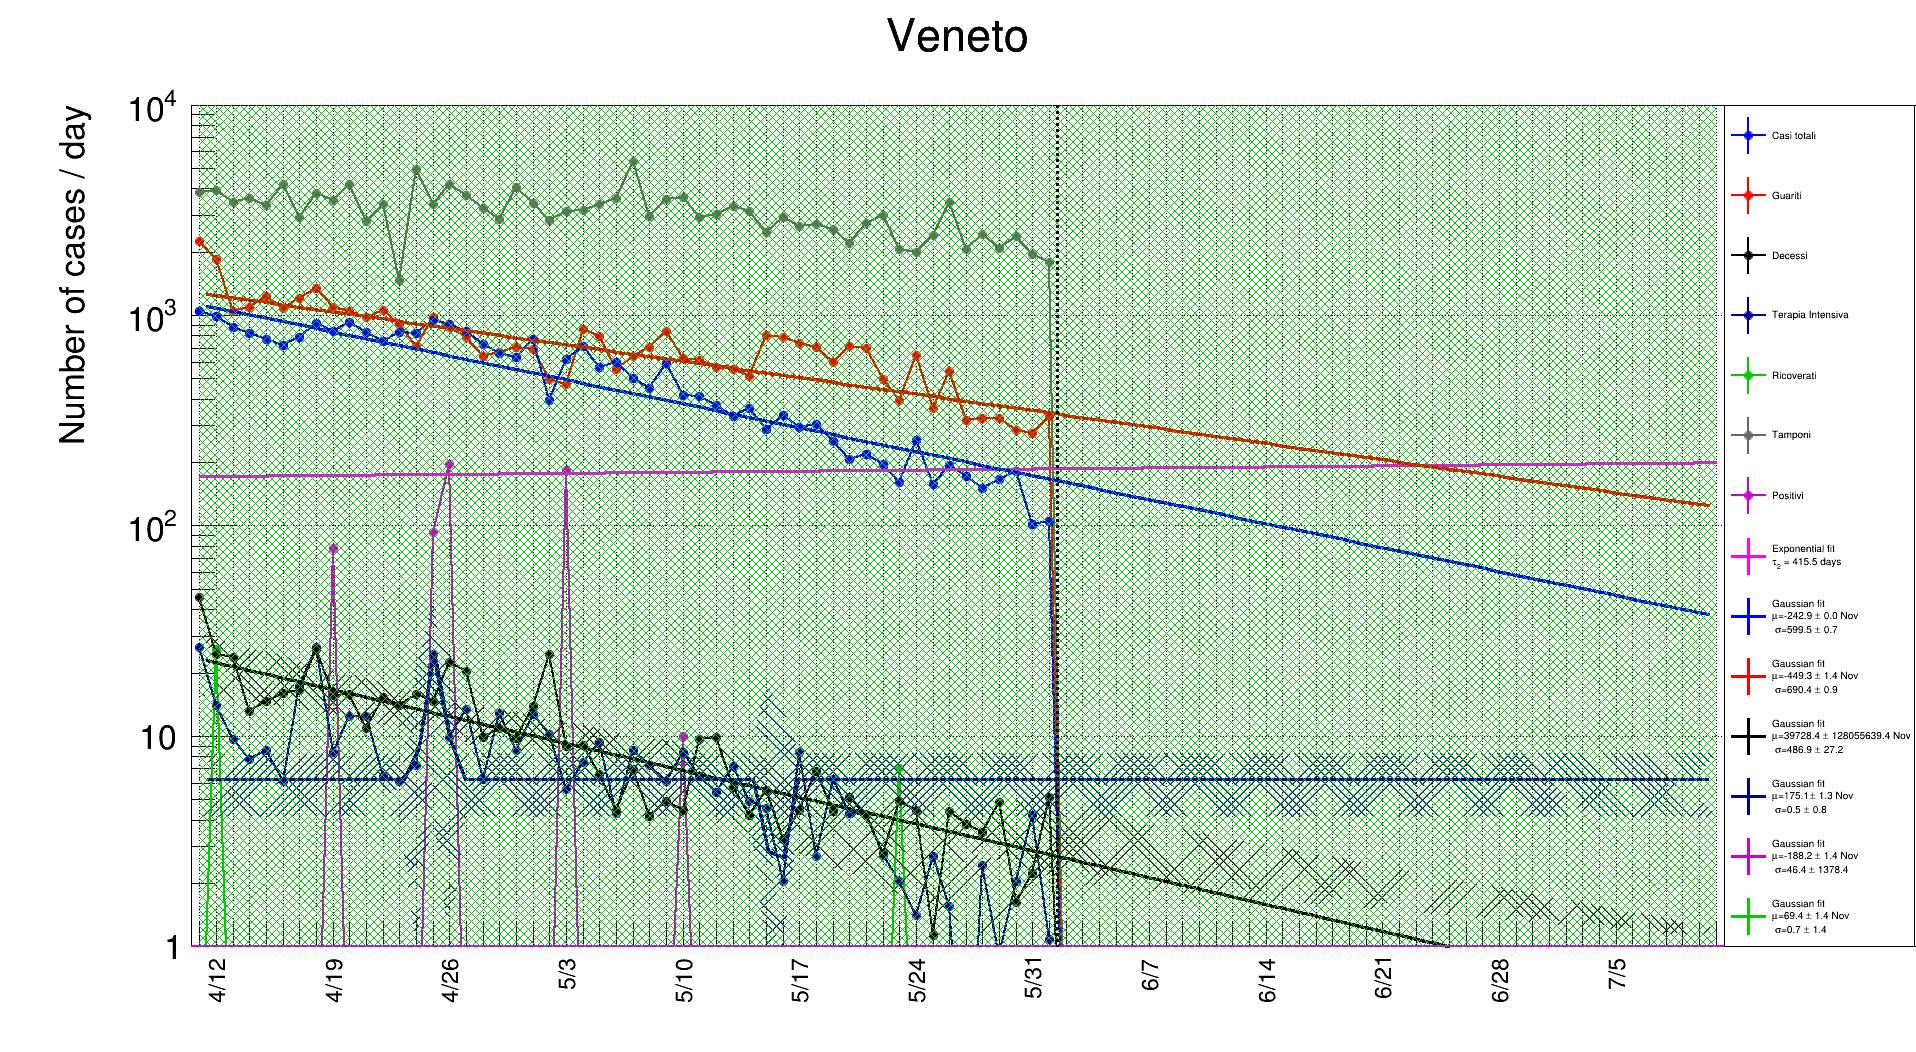 Veneto
Number of cases / day
10⁴
10³
10²
10
1
4/12
4/19
4/26
5/3
5/10
5/17
5/24
5/31
6/7
6/14
6/21
6/28
7/5
Casi totali
Guariti
Decessi
Terapia Intensiva
Ricoverati
Tamponi
Positivi
Exponential fit
τ₂ = 415.5 days
Gaussian fit
μ=-242.9 ± 0.0 Nov
σ=599.5 ± 0.7
Gaussian fit
μ=-449.3 ± 1.4 Nov
σ=690.4 ± 0.9
Gaussian fit
μ=39728.4 ± 128055639.4 Nov
σ=486.9 ± 27.2
Gaussian fit
μ=175.1 ± 1.3 Nov
σ=0.5 ± 0.8
Gaussian fit
μ=-188.2 ± 1.4 Nov
σ=46.4 ± 1378.4
Gaussian fit
μ=69.4 ± 1.4 Nov
σ=0.7 ± 1.4